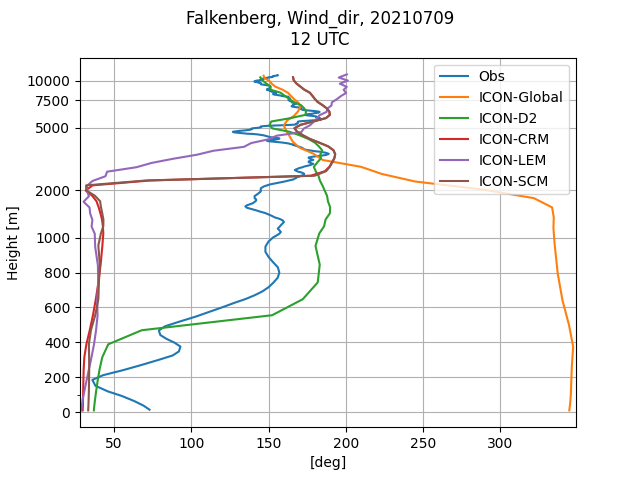 Falkenberg, Wind_dir, 20210709
12 UTC
Obs
ICON-Global
ICON-D2
ICON-CRM
ICON-LEM
ICON-SCM
Height [m]
10000
7500
5000
2000
1000
800
600
400
200
0
50
100
150
200
250
300
[deg]